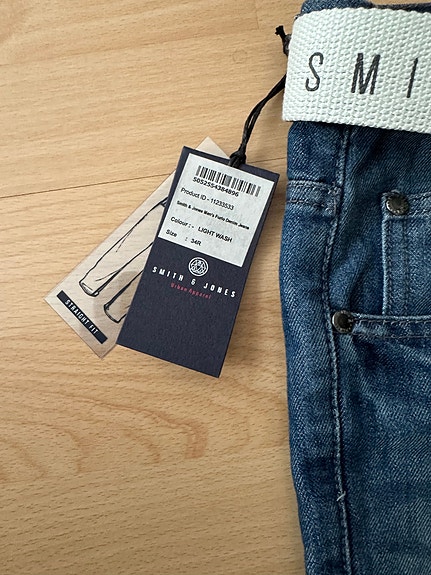 SMI
5052554384896
Product ID - 11233533
Smith & Jones Men's Furio Denim Jeans
Colour : - LIGHT WASH
Size : 34R
SMITH & JONES
Urban Apparel
STRAIGHT FIT